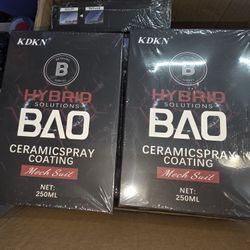 KDKN
B
HYBRID
SOLUTIONS
BAO
CERAMICSPRAY
COATING
Mech Suit
NET:
250ML
KDKN
B
HYBRID
SOLUTIONS
BAO
CERAMICSPRAY
COATING
Mech Suit
NET:
250ML